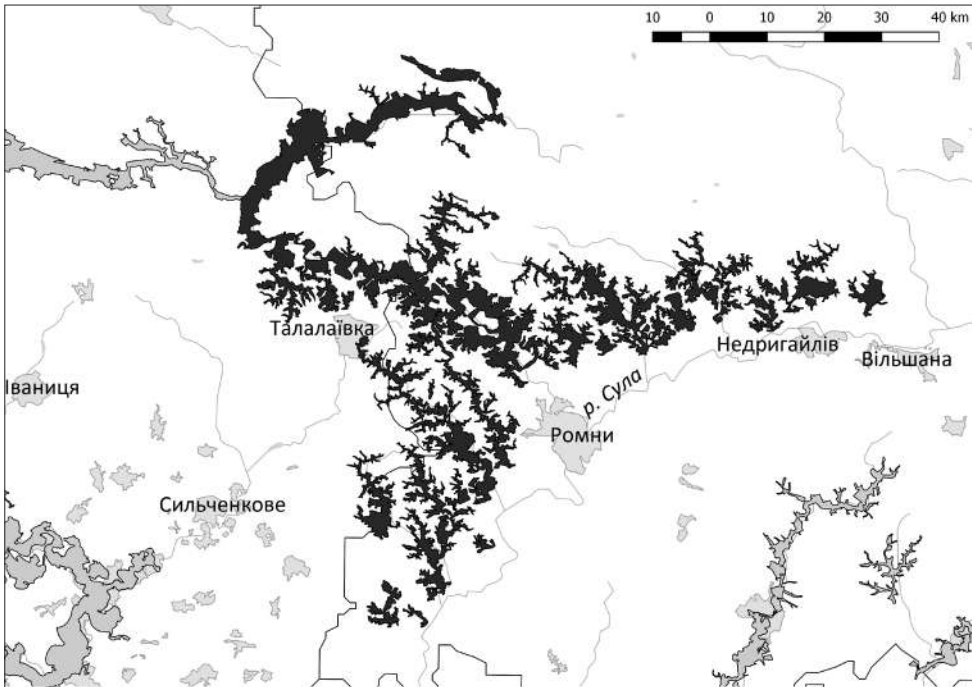 10 0 10 20 30 40 km
Талалаївка
Недригайлів
Вільшана
Іваниця
р. Сула
Ромни
Сильченкове